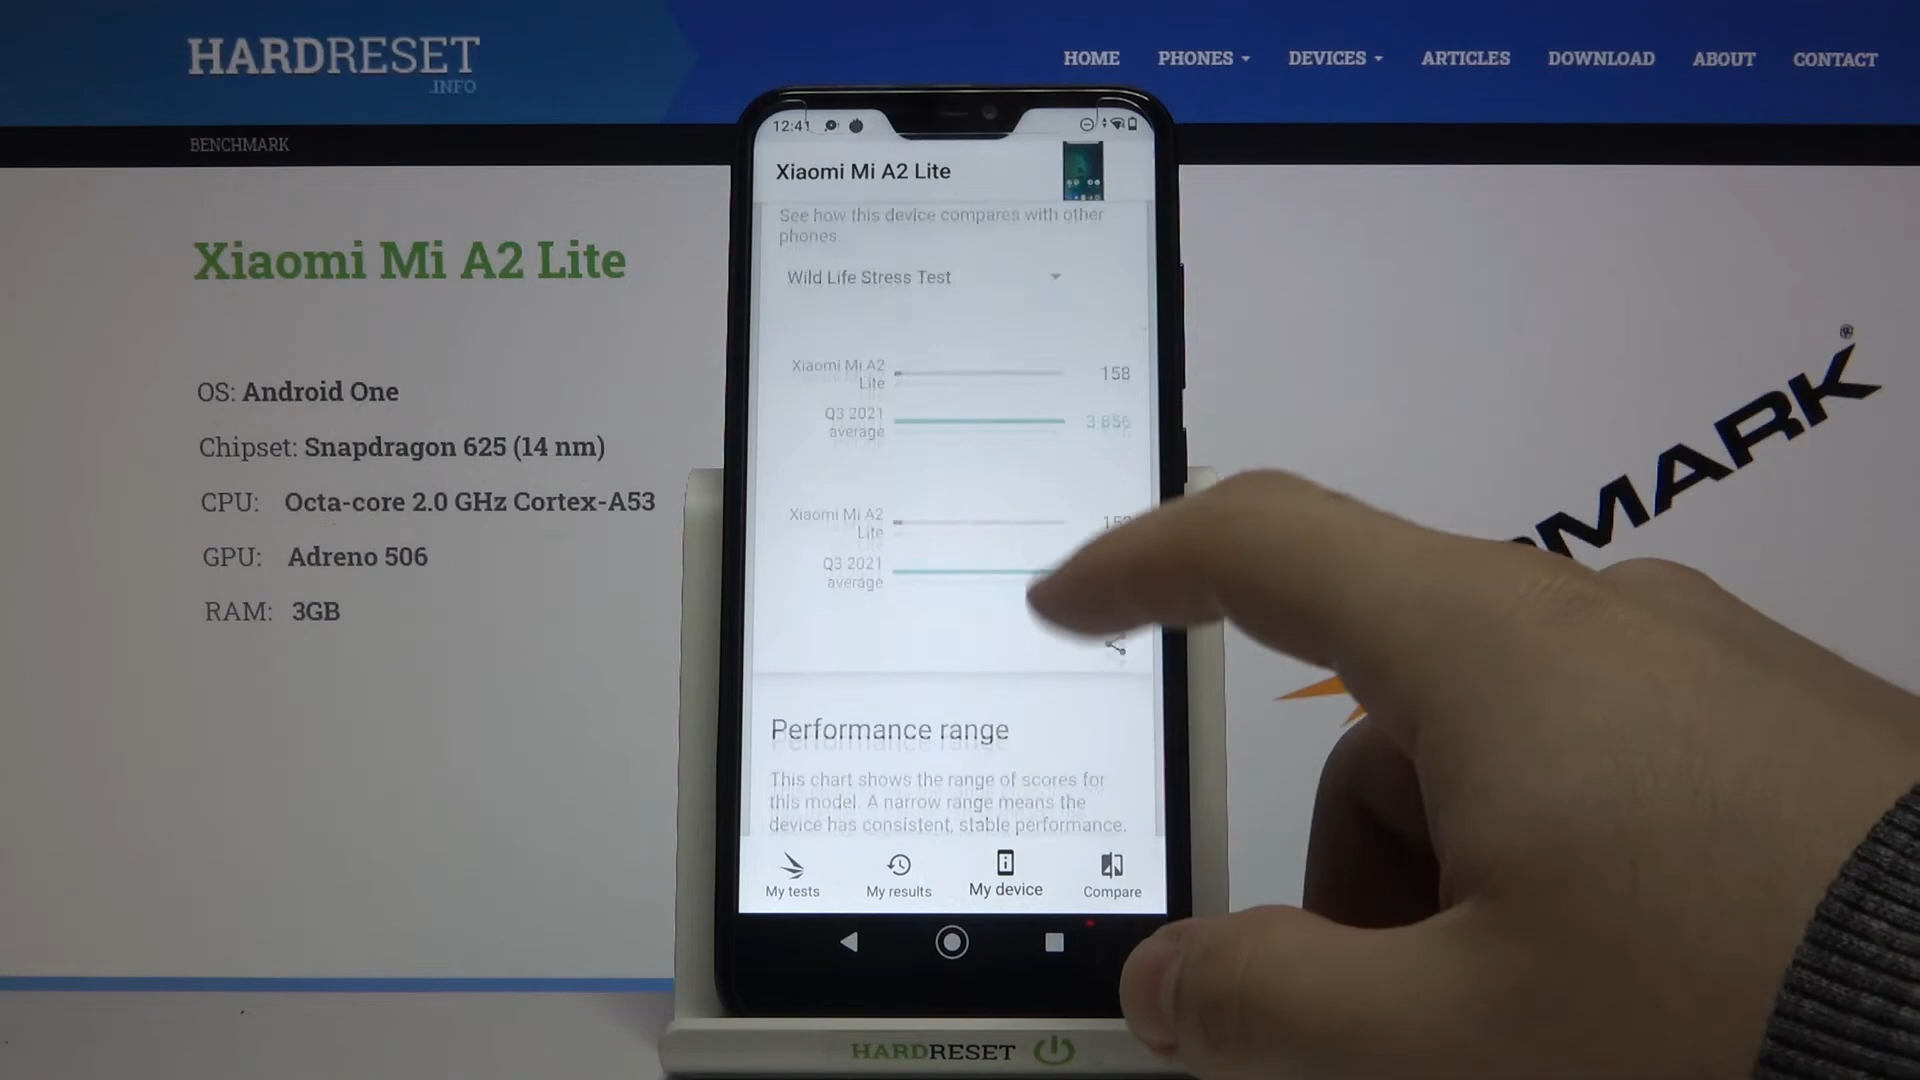 HARDRESET
.INFO
HOME PHONES DEVICES ARTICLES DOWNLOAD ABOUT CONTACT
BENCHMARK
Xiaomi Mi A2 Lite
OS: Android One
Chipset: Snapdragon 625 (14 nm)
CPU: Octa-core 2.0 GHz Cortex-A53
GPU: Adreno 506
RAM: 3GB
12:41
Xiaomi Mi A2 Lite
See how this device compares with other
phones.
Wild Life Stress Test
Xiaomi Mi A2
Lite
158
Q3 2021
average
3 856
Xiaomi Mi A2
Lite
Q3 2021
average
Performance range
This chart shows the range of scores for
this model. A narrow range means the
device has consistent, stable performance.
My tests My results My device Compare
HARDRESET
MARK
®